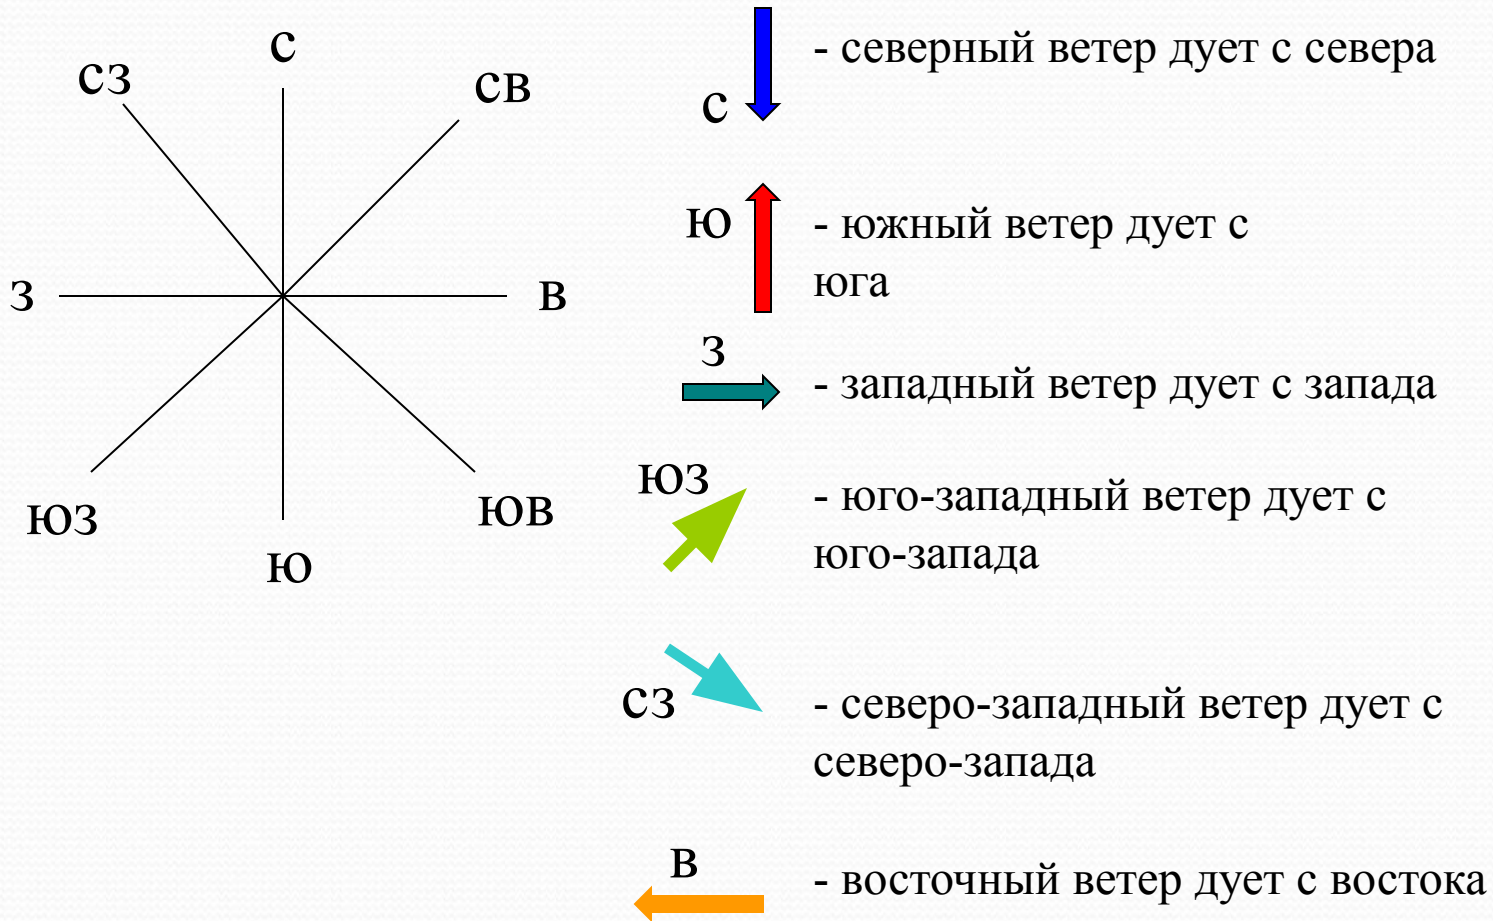 с
сз
св
з
в
юз
юв
ю
с
- северный ветер дует с севера
ю
- южный ветер дует с
юга
з
- западный ветер дует с запада
юз
- юго-западный ветер дует с
юго-запада
сз
- северо-западный ветер дует с
северо-запада
в
- восточный ветер дует с востока